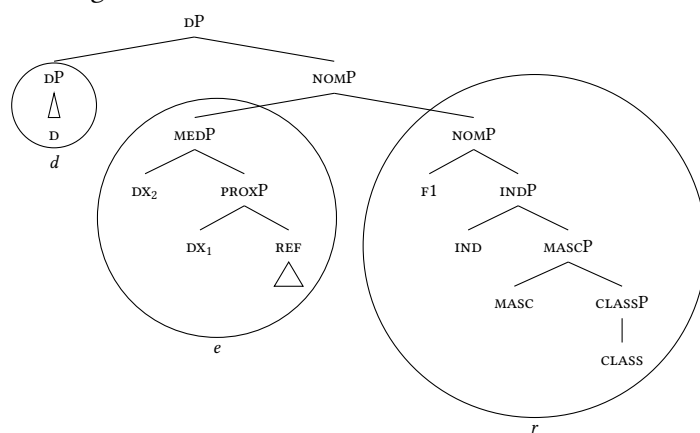 DP
DP NOMP
D MEDP NOMP
d
DX₂ PROXP F1 INDP
DX₁ REF IND MASCP
MASC CLASSP
e
CLASS
r